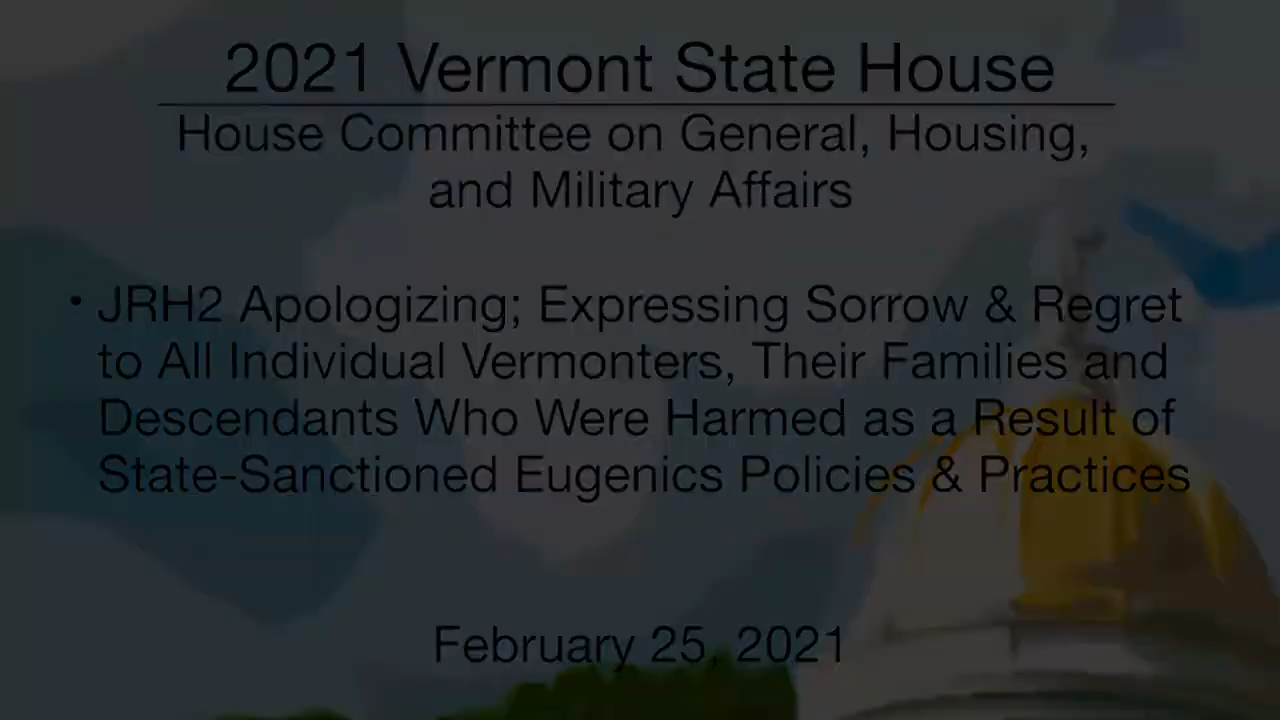 2021 Vermont State House
House Committee on General, Housing,
and Military Affairs
• JRH2 Apologizing; Expressing Sorrow & Regret
to All Individual Vermonters, Their Families and
Descendants Who Were Harmed as a Result of
State-Sanctioned Eugenics Policies & Practices
February 25, 2021